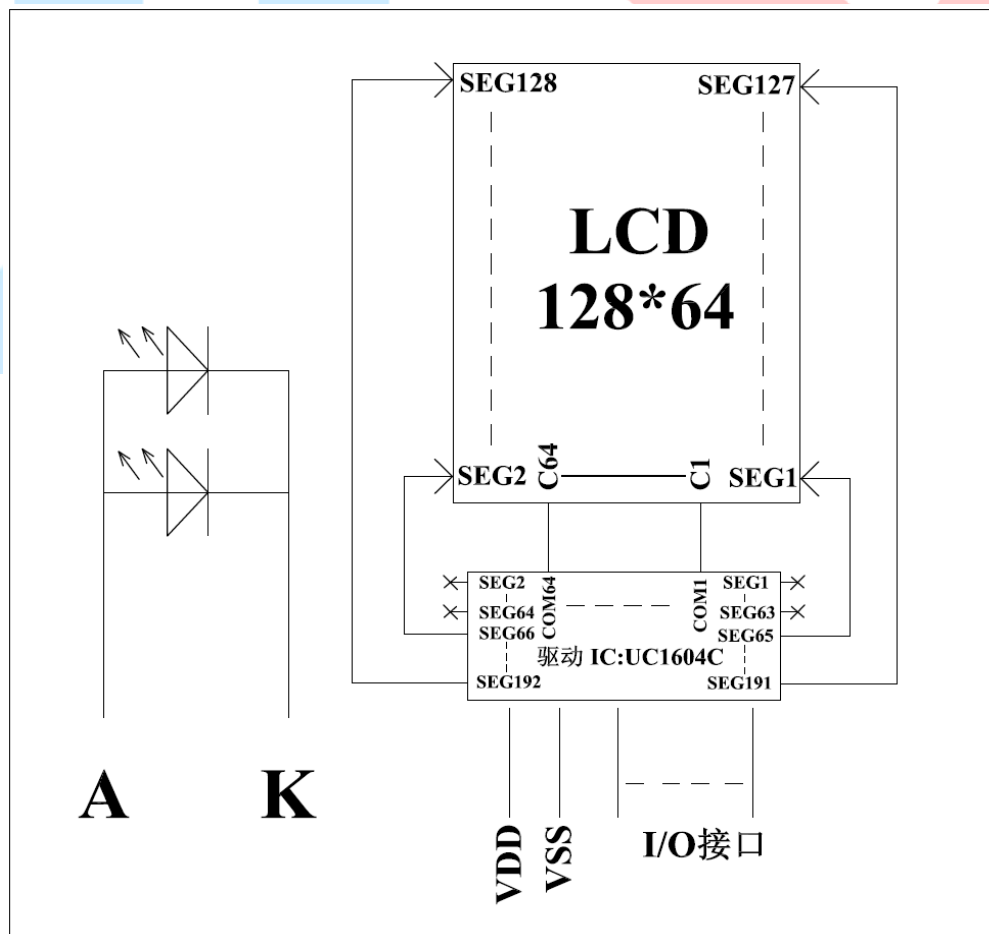 SEG128 SEG127
LCD
128*64
SEG2 C64 C1 SEG1
SEG2 COM64 COM1 SEG1
SEG64 SEG63
SEG66 SEG65
驱动 IC:UC1604C
SEG192 SEG191
A K
VDD VSS I/O接口